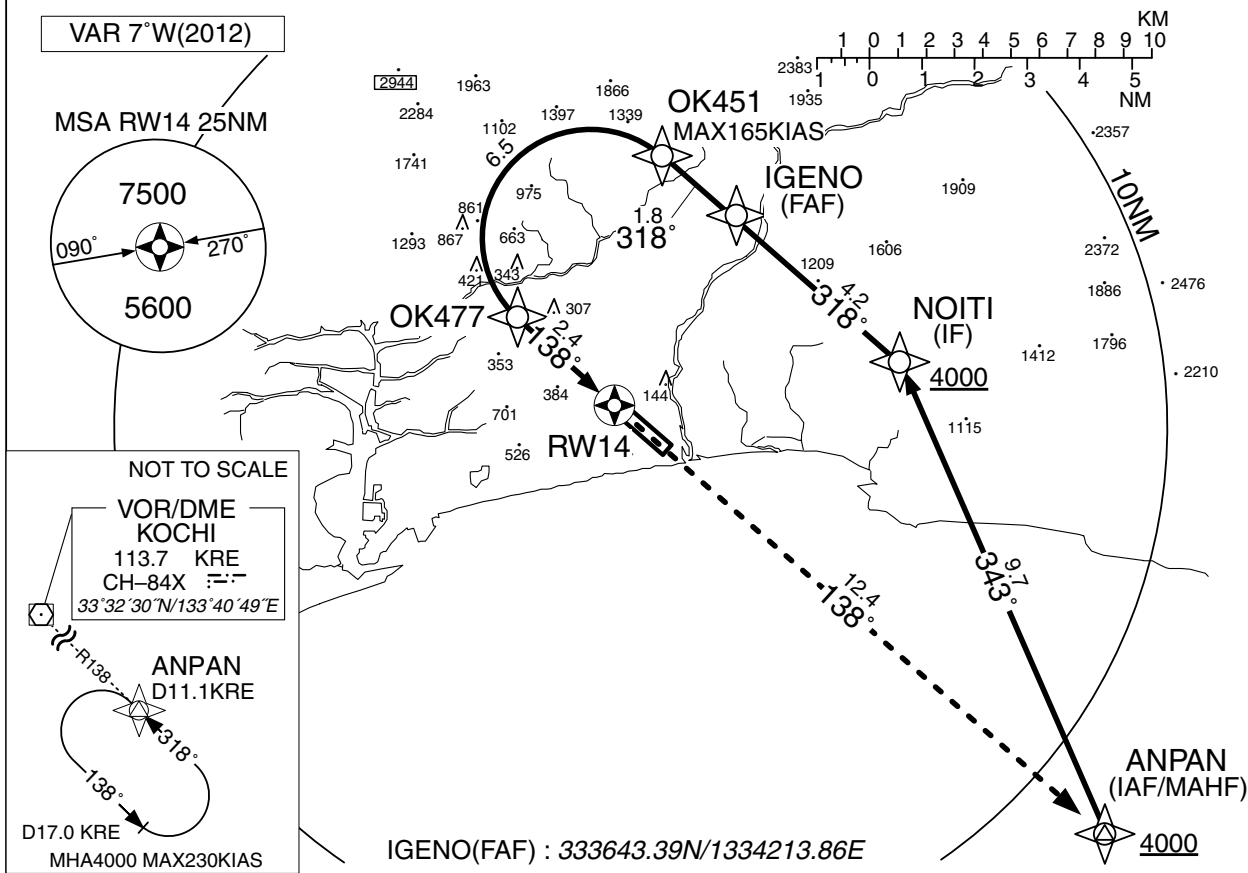 VAR 7°W(2012)
MSA RW14 25NM
7500
090°
270°
5600
KM
1 0 1 2 3 4 5 6 7 8 9 10
1 0 1 2 3 4 5
NM
2944
1963
1866
2383
2284
1397
1339
1935
1102
OK451
MAX165KIAS
2357
1741
6.5
IGENO
(FAF)
975
1909
861
867
1293
663
1.8
318°
1606
2372
10NM
421
343
1209
1886
2476
OK477
307
4.2
318°
NOITI
(IF)
2.4
138°
1796
353
1412
4000
2210
384
144
701
1115
RW14
526
NOT TO SCALE
VOR/DME
KOCHI
113.7 KRE
CH–84X
33°32´30˝N/133°40´49˝E
R138
ANPAN
D11.1KRE
318°
138°
D17.0 KRE
MHA4000 MAX230KIAS
9.7
343°
12.4
138°
ANPAN
(IAF/MAHF)
4000
IGENO(FAF) : 333643.39N/1334213.86E